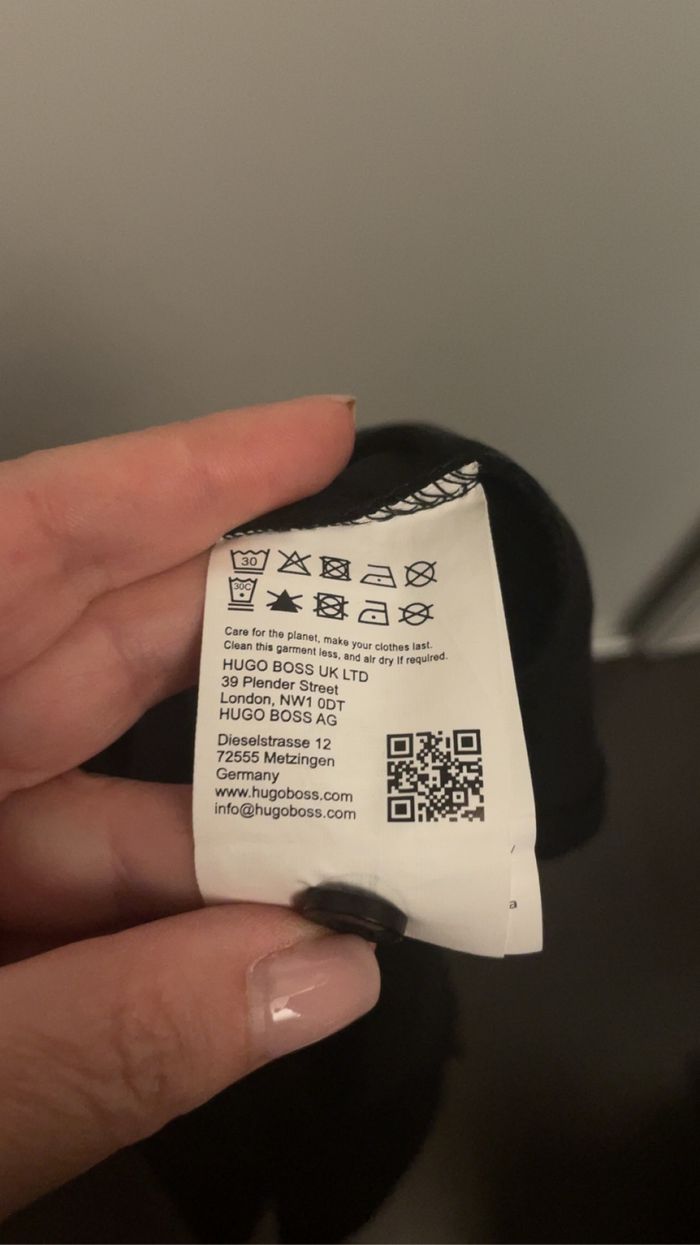 30
30C
Care for the planet, make your clothes last.
Clean this garment less, and air dry if required.
HUGO BOSS UK LTD
39 Plender Street
London, NW1 0DT
HUGO BOSS AG
Dieselstrasse 12
72555 Metzingen
Germany
www.hugoboss.com
info@hugoboss.com
a